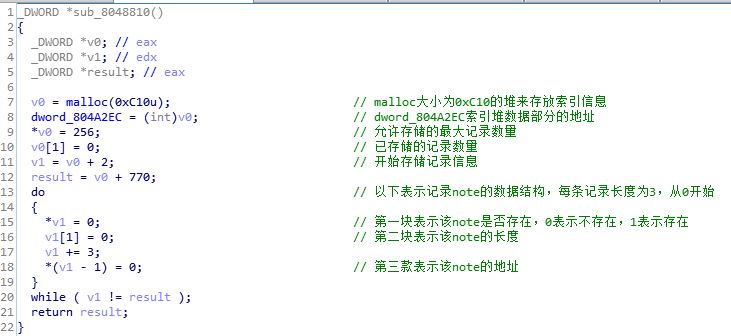 1 _DWORD *sub_8048810()
2 {
3   _DWORD *v0; // eax
4   _DWORD *v1; // edx
5   _DWORD *result; // eax
6
7   v0 = malloc(0xC10u); // malloc大小为0xC10的堆来存放索引信息
8   dword_804A2EC = (int)v0; // dword_804A2EC索引堆数据部分的地址
9   *v0 = 256; // 允许存储的最大记录数量
10   v0[1] = 0; // 已存储的记录数量
11   v1 = v0 + 2; // 开始存储记录信息
12   result = v0 + 770;
13   do // 以下表示记录note的数据结构，每条记录长度为3，从0开始
14   {
15     *v1 = 0; // 第一块表示该note是否存在，0表示不存在，1表示存在
16     v1[1] = 0; // 第二块表示该note的长度
17     v1 += 3;
18     *(v1 - 1) = 0; // 第三款表示该note的地址
19   }
20   while ( v1 != result );
21   return result;
22 }